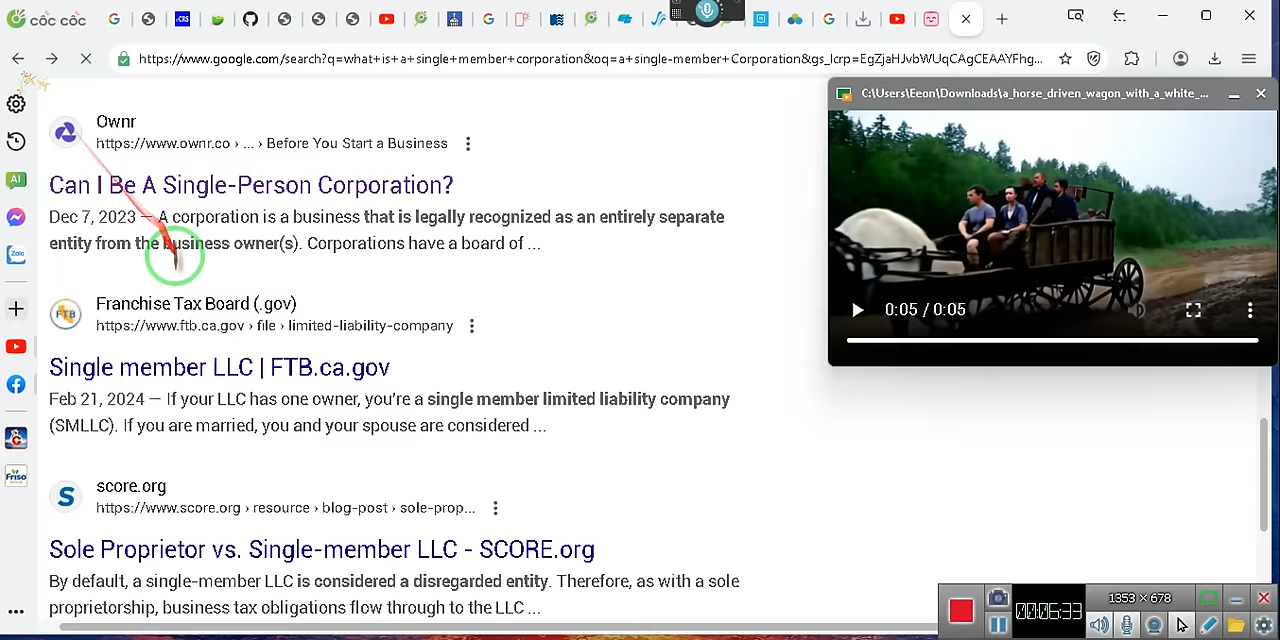 cốc cốc
https://www.google.com/search?q=what+is+a+single+member+corporation&oq=a+single-member+Corporation&gs_lcrp=EgZjaHJvbWUqCAgCEAAYFhg...
C:\Users\Eeon\Downloads\a_horse_driven_wagon_with_a_white_...
Ownr
https://www.ownr.co › ... › Before You Start a Business
Can I Be A Single-Person Corporation?
Dec 7, 2023 — A corporation is a business that is legally recognized as an entirely separate
entity from the business owner(s). Corporations have a board of ...
0:05 / 0:05
FTB
Franchise Tax Board (.gov)
https://www.ftb.ca.gov › file › limited-liability-company
Single member LLC | FTB.ca.gov
Feb 21, 2024 — If your LLC has one owner, you're a single member limited liability company
(SMLLC). If you are married, you and your spouse are considered ...
S
score.org
https://www.score.org › resource › blog-post › sole-prop...
Sole Proprietor vs. Single-member LLC - SCORE.org
By default, a single-member LLC is considered a disregarded entity. Therefore, as with a sole
proprietorship, business tax obligations flow through to the LLC ...
AI
Zalo
Friso
00:06:33
1353 × 678